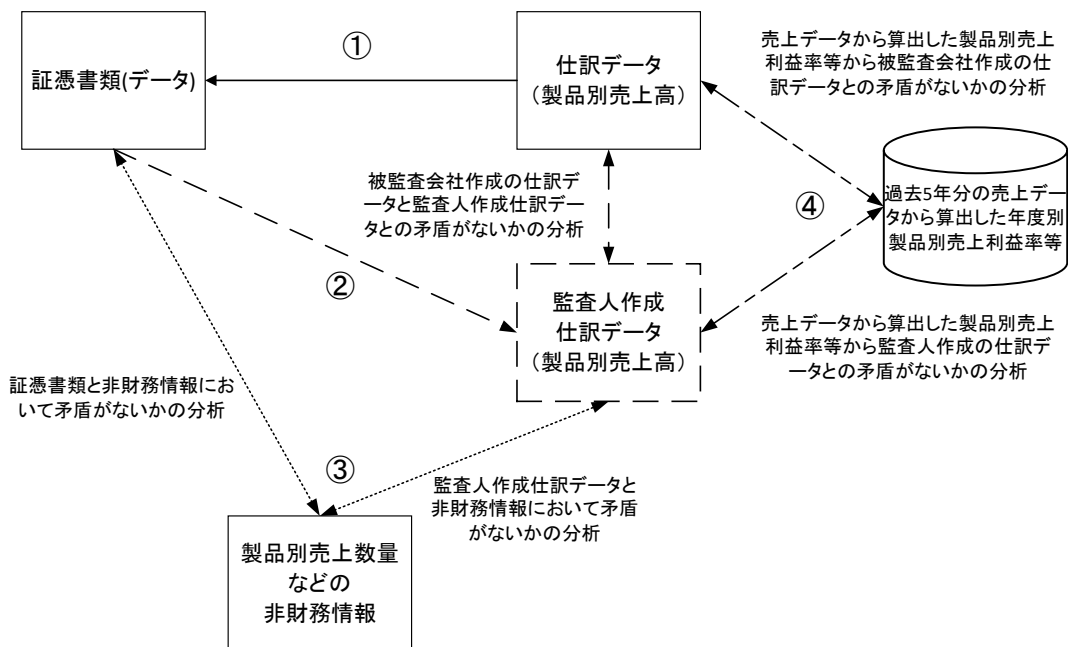 ①
証憑書類(データ)
仕訳データ
(製品別売上高)
売上データから算出した製品別売上
利益率等から被監査会社作成の仕
訳データとの矛盾がないかの分析
被監査会社作成の仕訳デ
ータと監査人作成仕訳デー
タとの矛盾がないかの分析
④
過去5年分の売上デー
タから算出した年度別
製品別売上利益率等
②
監査人作成
仕訳データ
(製品別売上高)
売上データから算出した製品別売上
利益率等から監査人作成の仕訳デ
ータとの矛盾がないかの分析
証憑書類と非財務情報にお
いて矛盾がないかの分析
③
監査人作成仕訳データと
非財務情報において矛盾
がないかの分析
製品別売上数量
などの
非財務情報